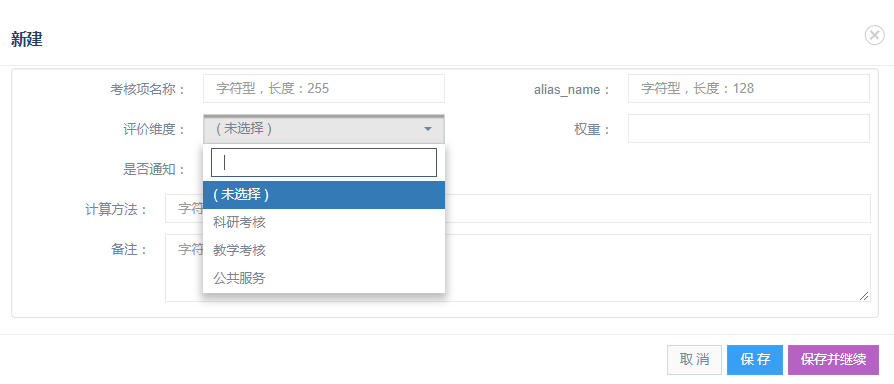 新建
考核项名称： 字符型，长度：255 alias_name： 字符型，长度：128
评价维度： ( 未选择 ) 权重：
是否通知：
( 未选择 )
科研考核
教学考核
公共服务
计算方法： 字符
备注： 字符
取 消 保 存 保存并继续